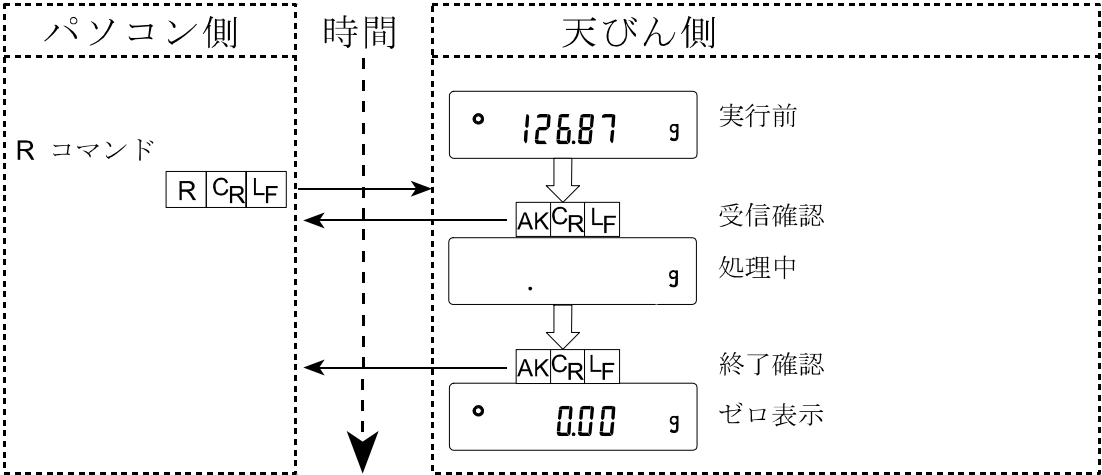 パソコン側 時間 天びん側
126.87 g 実行前
R コマンド
R CR LF
AK CR LF 受信確認
. g 処理中
AK CR LF 終了確認
0.00 g ゼロ表示